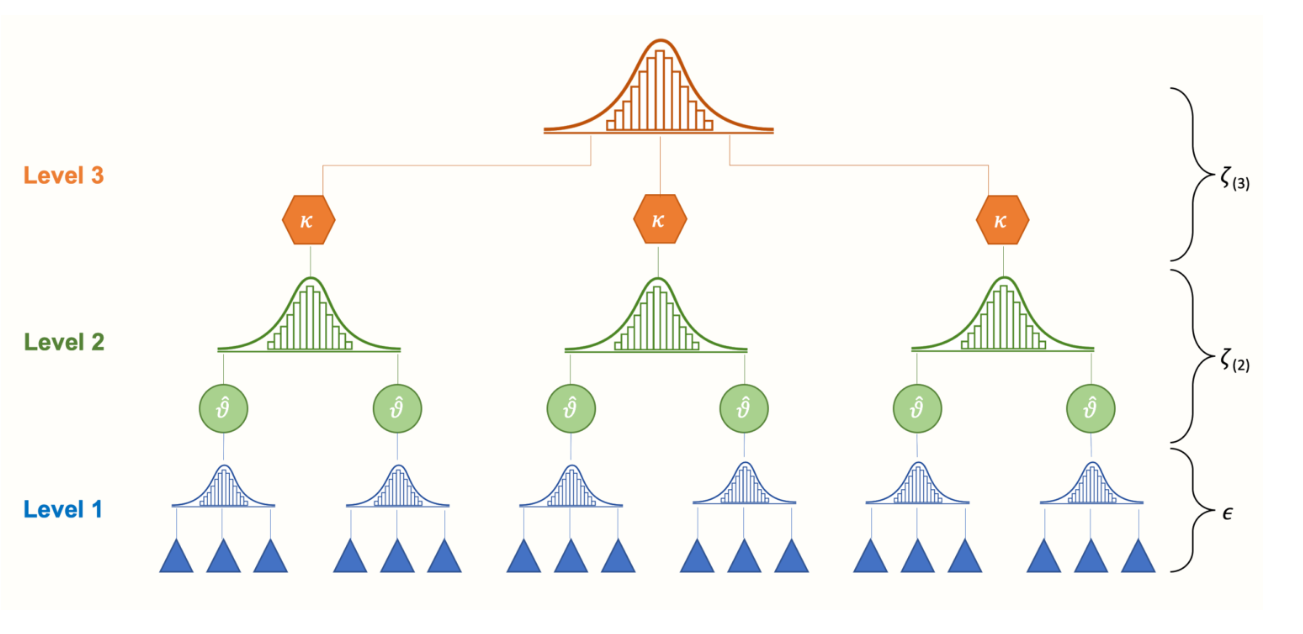 Level 3
κ κ κ
ζ(3)
Level 2
ζ(2)
ϑ̂ ϑ̂ ϑ̂ ϑ̂ ϑ̂ ϑ̂
Level 1
ϵ